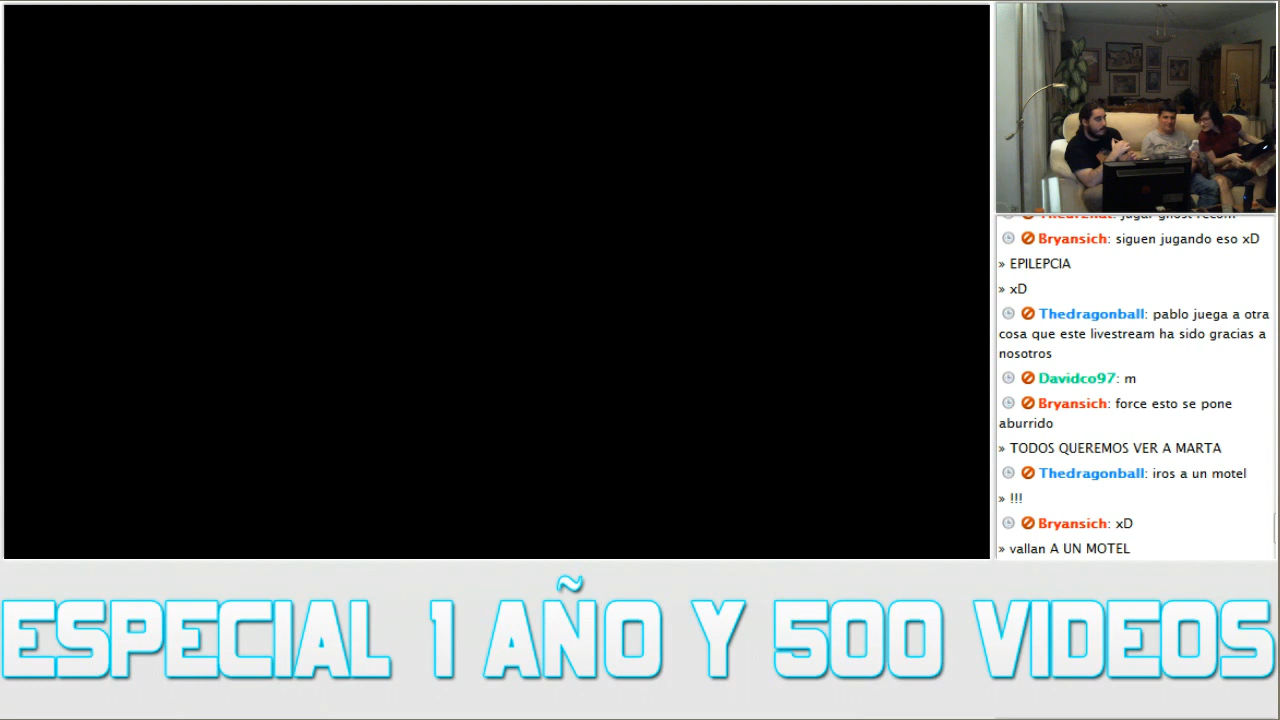 Bryansich: siguen jugando eso xD
» EPILEPCIA
» xD
Thedragonball: pablo juega a otra
cosa que este livestream ha sido gracias a
nosotros
Davidco97: m
Bryansich: force esto se pone
aburrido
» TODOS QUEREMOS VER A MARTA
Thedragonball: iros a un motel
» !!!
Bryansich: xD
» vallan A UN MOTEL
ESPECIAL 1 AÑO Y 500 VIDEOS